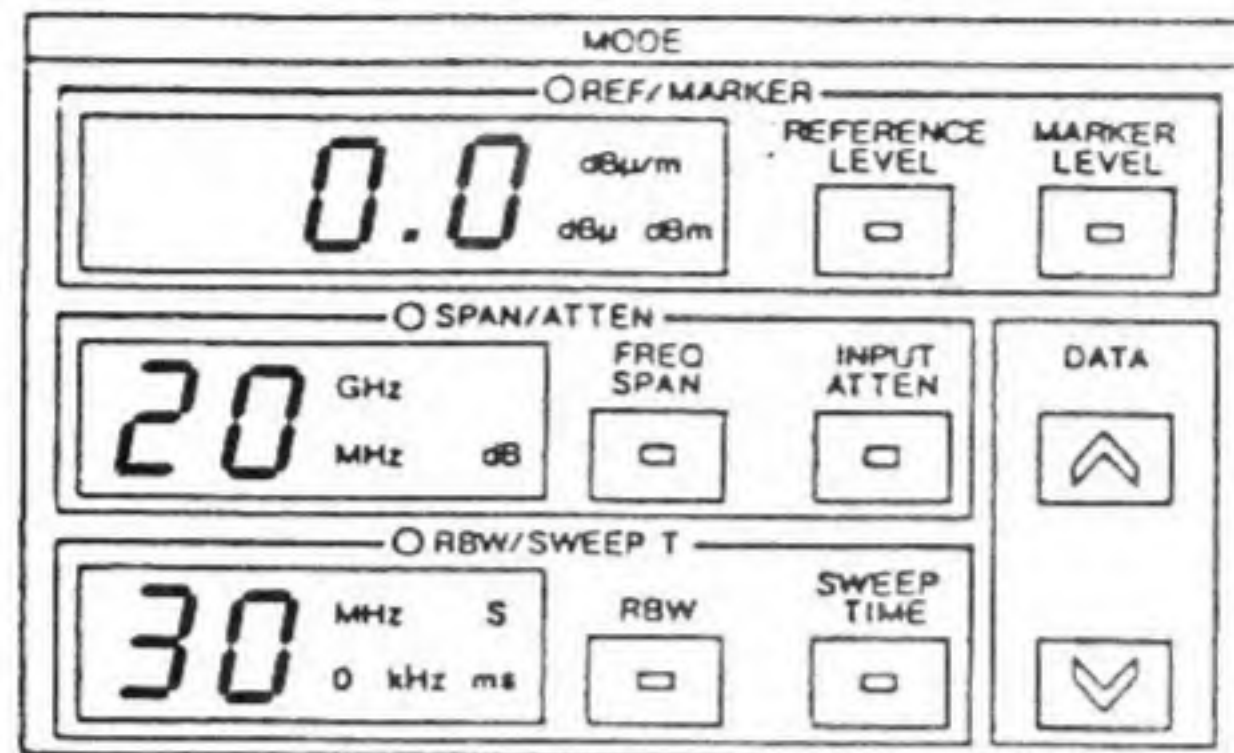 MODE
REF/MARKER
0.0 dBμ/m
dBμ dBm
REFERENCE LEVEL
MARKER LEVEL
SPAN/ATTEN
20 GHz
MHz dB
FREQ SPAN
INPUT ATTEN
DATA
RBW/SWEEP T
30 MHz S
0 kHz ms
RBW
SWEEP TIME